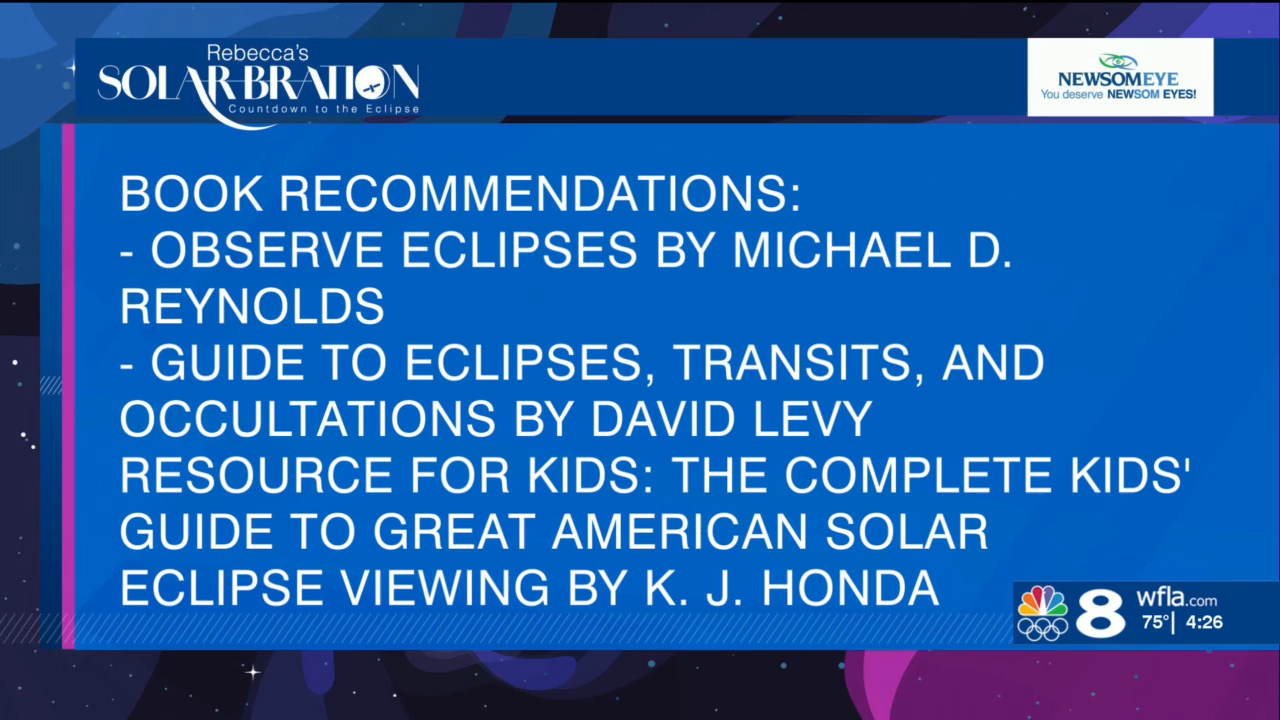 Rebecca's
SOLARBRATION
Countdown to the Eclipse
NEWSOMEYE
You deserve NEWSOM EYES!
BOOK RECOMMENDATIONS:
- OBSERVE ECLIPSES BY MICHAEL D.
REYNOLDS
- GUIDE TO ECLIPSES, TRANSITS, AND
OCCULTATIONS BY DAVID LEVY
RESOURCE FOR KIDS: THE COMPLETE KIDS'
GUIDE TO GREAT AMERICAN SOLAR
ECLIPSE VIEWING BY K. J. HONDA
8 wfla.com
75° | 4:26